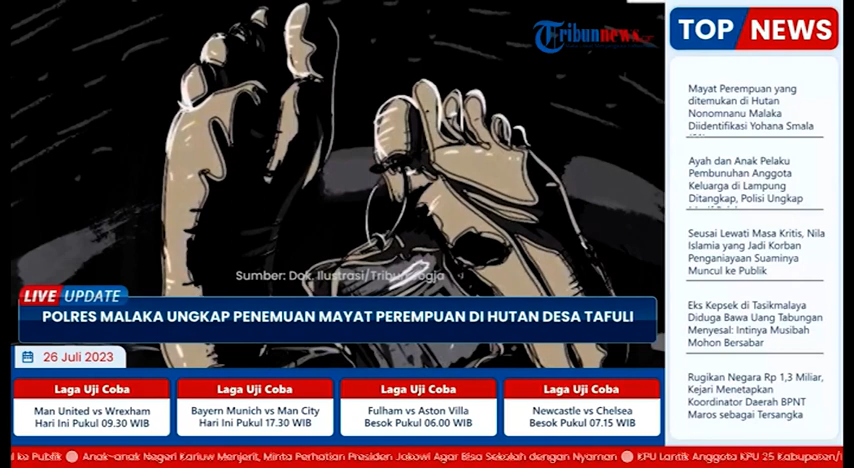 Tribunnews.com
TOP NEWS
Mayat Perempuan yang
ditemukan di Hutan
Nonomnanu Malaka
Diidentifikasi Yohana Smala
Ayah dan Anak Pelaku
Pembunuhan Anggota
Keluarga di Lampung
Ditangkap, Polisi Ungkap
Seusai Lewati Masa Kritis, Nila
Islamia yang Jadi Korban
Penganiayaan Suaminya
Muncul ke Publik
Eks Kepsek di Tasikmalaya
Diduga Bawa Uang Tabungan
Menyesal: Intinya Musibah
Mohon Bersabar
Rugikan Negara Rp 1,3 Miliar,
Kejari Menetapkan
Koordinator Daerah BPNT
Maros sebagai Tersangka
Sumber: Dok. Ilustrasi/Tribun Jogja
LIVE UPDATE
POLRES MALAKA UNGKAP PENEMUAN MAYAT PEREMPUAN DI HUTAN DESA TAFULI
26 Juli 2023
Laga Uji Coba
Man United vs Wrexham
Hari Ini Pukul 09.30 WIB
Laga Uji Coba
Bayern Munich vs Man City
Hari Ini Pukul 17.30 WIB
Laga Uji Coba
Fulham vs Aston Villa
Besok Pukul 06.00 WIB
Laga Uji Coba
Newcastle vs Chelsea
Besok Pukul 07.15 WIB
ke Publik Anak-anak Negeri Kariuw Menjerit, Minta Perhatian Presiden Jokowi Agar Bisa Sekolah dengan Nyaman KPU Lantik Anggota KPU 25 Kabupaten/